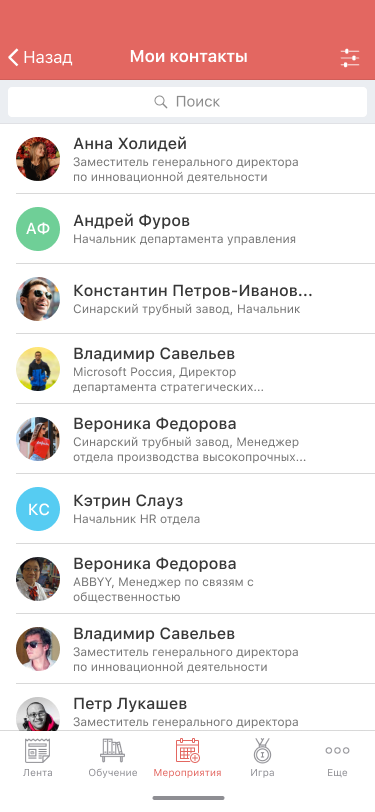 Назад
Мои контакты
Поиск
Анна Холидей
Заместитель генерального директора
по инновационной деятельности
АФ
Андрей Фуров
Начальник департамента управления
Константин Петров-Иванов...
Синарский трубный завод, Начальник
Владимир Савельев
Microsoft Россия, Директор
департамента стратегических...
Вероника Федорова
Синарский трубный завод, Менеджер
отдела производства высокопрочных...
КС
Кэтрин Слауз
Начальник HR отдела
Вероника Федорова
ABBYY, Менеджер по связям с
общественностью
Владимир Савельев
Заместитель генерального директора
по инновационной деятельности
Петр Лукашев
Заместитель генерального директора
Лента
Обучение
Мероприятия
Игра
Еще